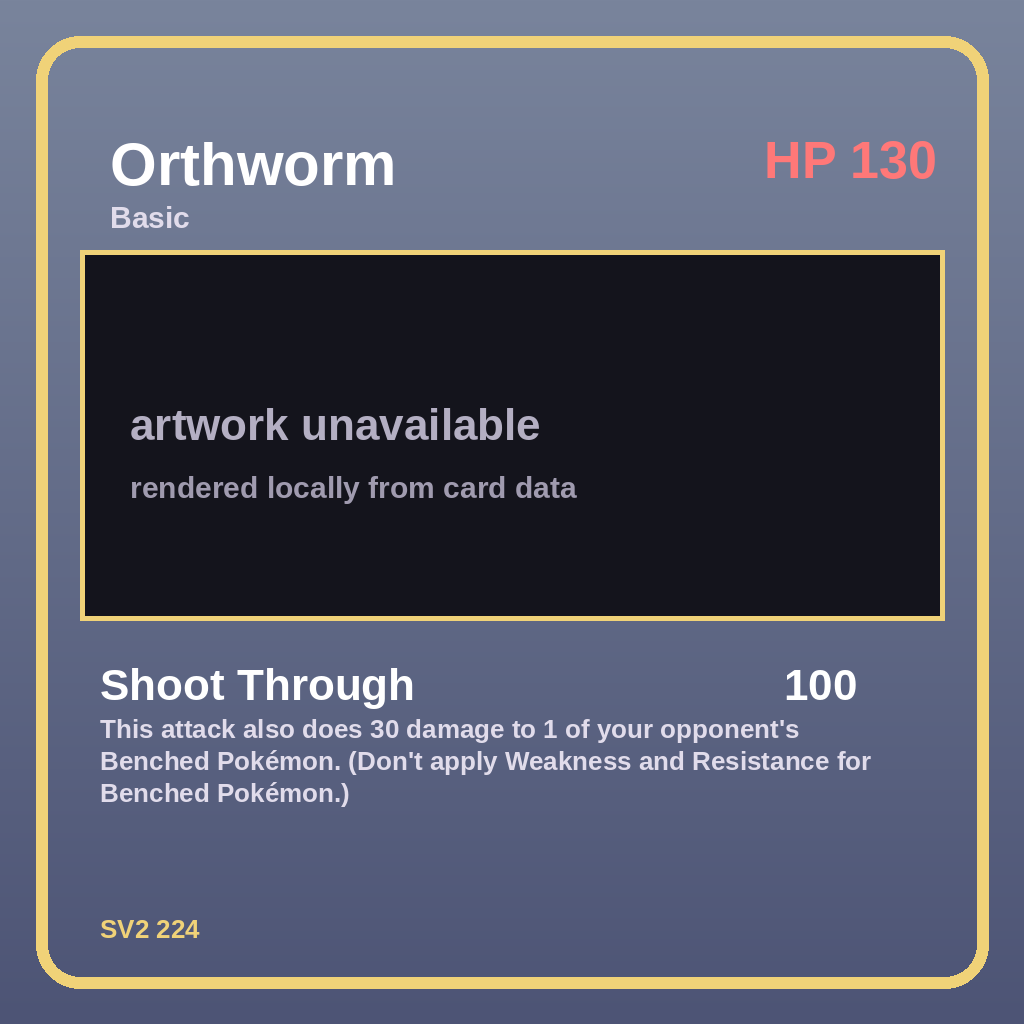 Orthworm
HP 130
Basic
artwork unavailable
rendered locally from card data
Shoot Through
100
This attack also does 30 damage to 1 of your opponent's
Benched Pokémon. (Don't apply Weakness and Resistance for
Benched Pokémon.)
SV2 224